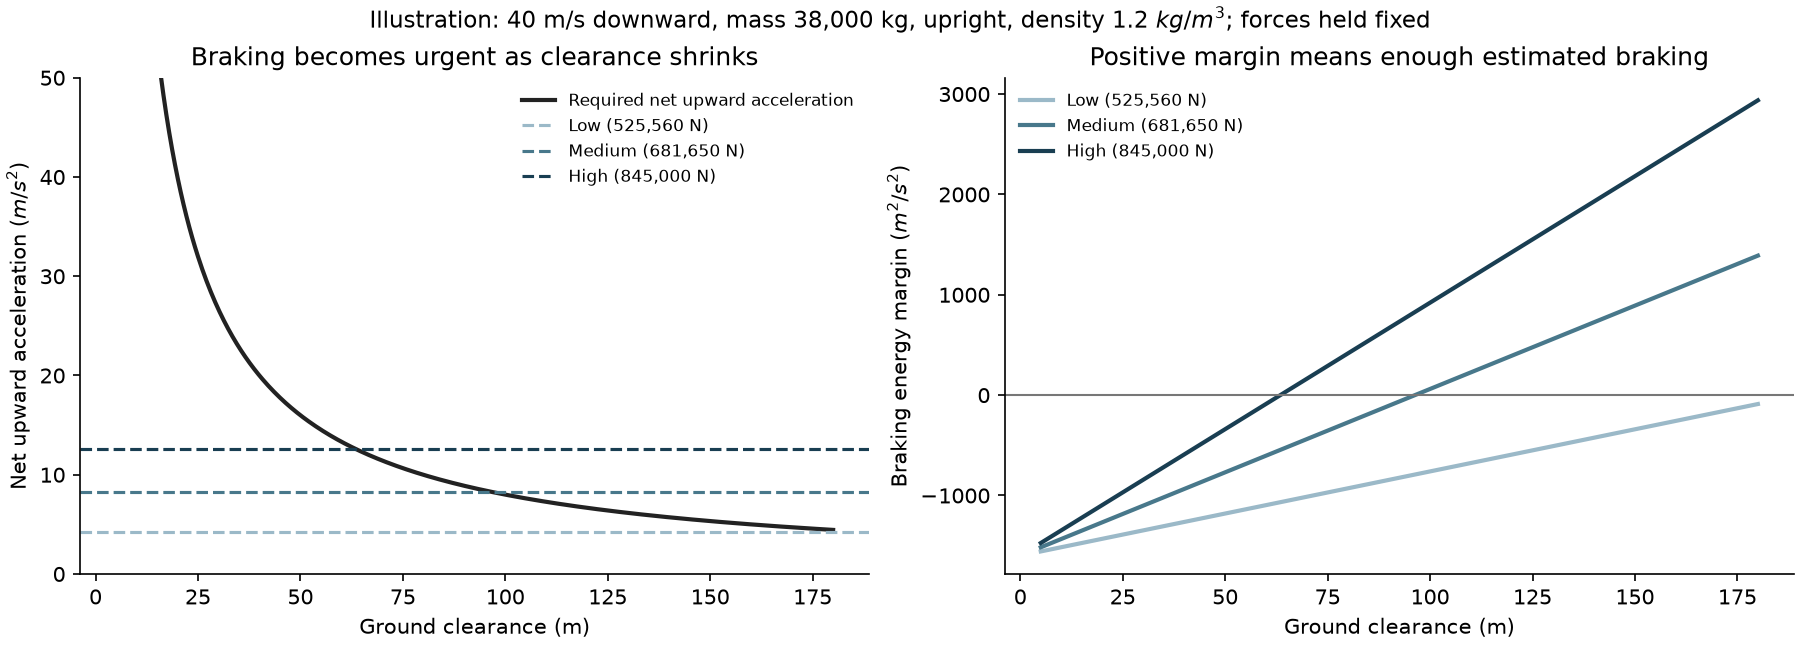 Illustration: 40 m/s downward, mass 38,000 kg, upright, density 1.2 kg/m³; forces held fixed
Braking becomes urgent as clearance shrinks
Net upward acceleration (m/s²)
50
40
30
20
10
0
Required net upward acceleration
Low (525,560 N)
Medium (681,650 N)
High (845,000 N)
0 25 50 75 100 125 150 175
Ground clearance (m)
Positive margin means enough estimated braking
Braking energy margin (m²/s²)
3000
2000
1000
0
−1000
Low (525,560 N)
Medium (681,650 N)
High (845,000 N)
0 25 50 75 100 125 150 175
Ground clearance (m)